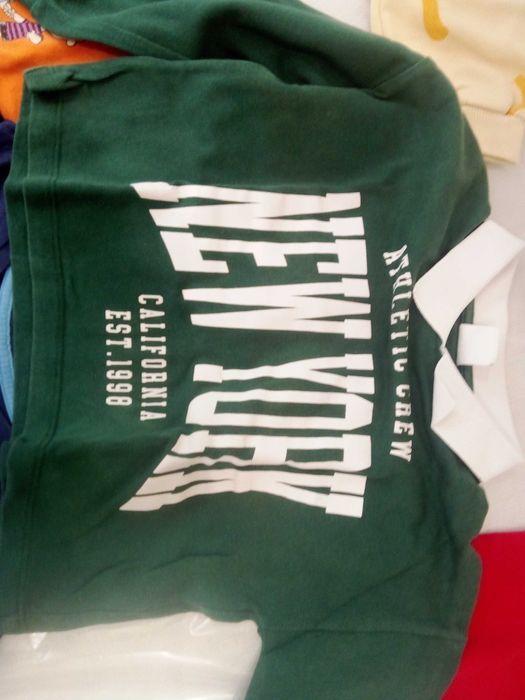 ATHLETIC CREW
NEW YORK
CALIFORNIA
EST.1998